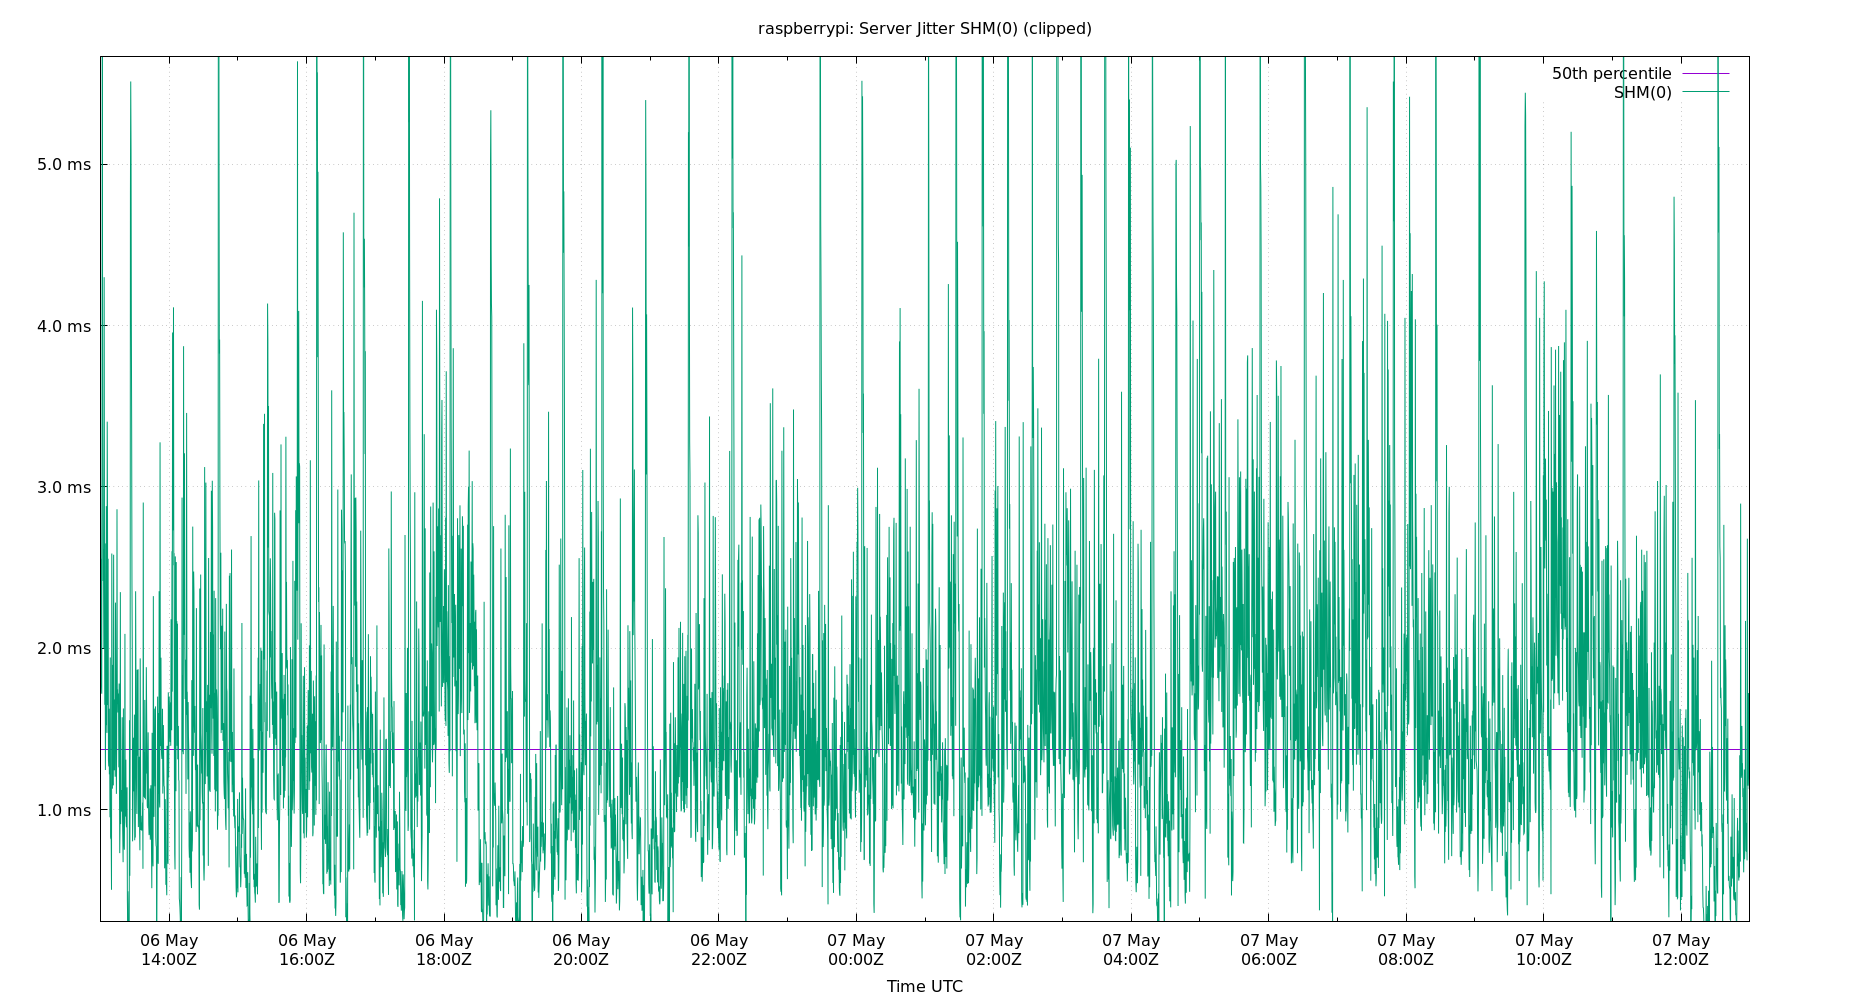 raspberrypi: Server Jitter SHM(0) (clipped)
50th percentile
SHM(0)
5.0 ms
4.0 ms
3.0 ms
2.0 ms
1.0 ms
06 May 06 May 06 May 06 May 06 May 07 May 07 May 07 May 07 May 07 May 07 May 07 May
14:00Z 16:00Z 18:00Z 20:00Z 22:00Z 00:00Z 02:00Z 04:00Z 06:00Z 08:00Z 10:00Z 12:00Z
Time UTC